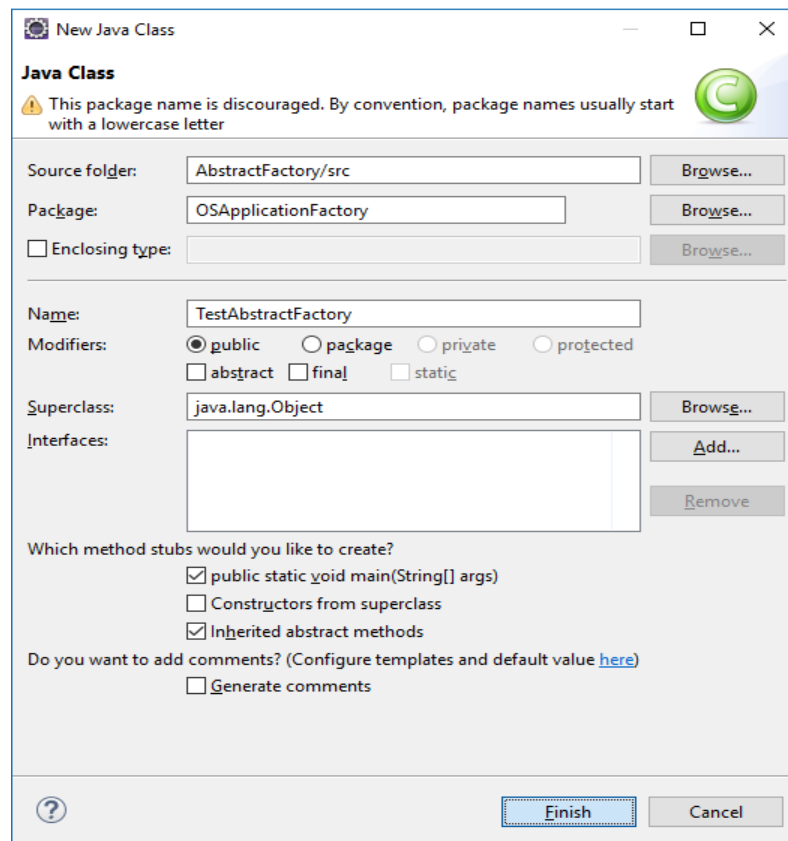 New Java Class
Java Class
This package name is discouraged. By convention, package names usually start
with a lowercase letter
C
Source folder: AbstractFactory/src Browse...
Package: OSApplicationFactory Browse...
Enclosing type: Browse...
Name: TestAbstractFactory
Modifiers: public package private protected
abstract final static
Superclass: java.lang.Object Browse...
Interfaces: Add...
Remove
Which method stubs would you like to create?
public static void main(String[] args)
Constructors from superclass
Inherited abstract methods
Do you want to add comments? (Configure templates and default value here)
Generate comments
? Finish Cancel